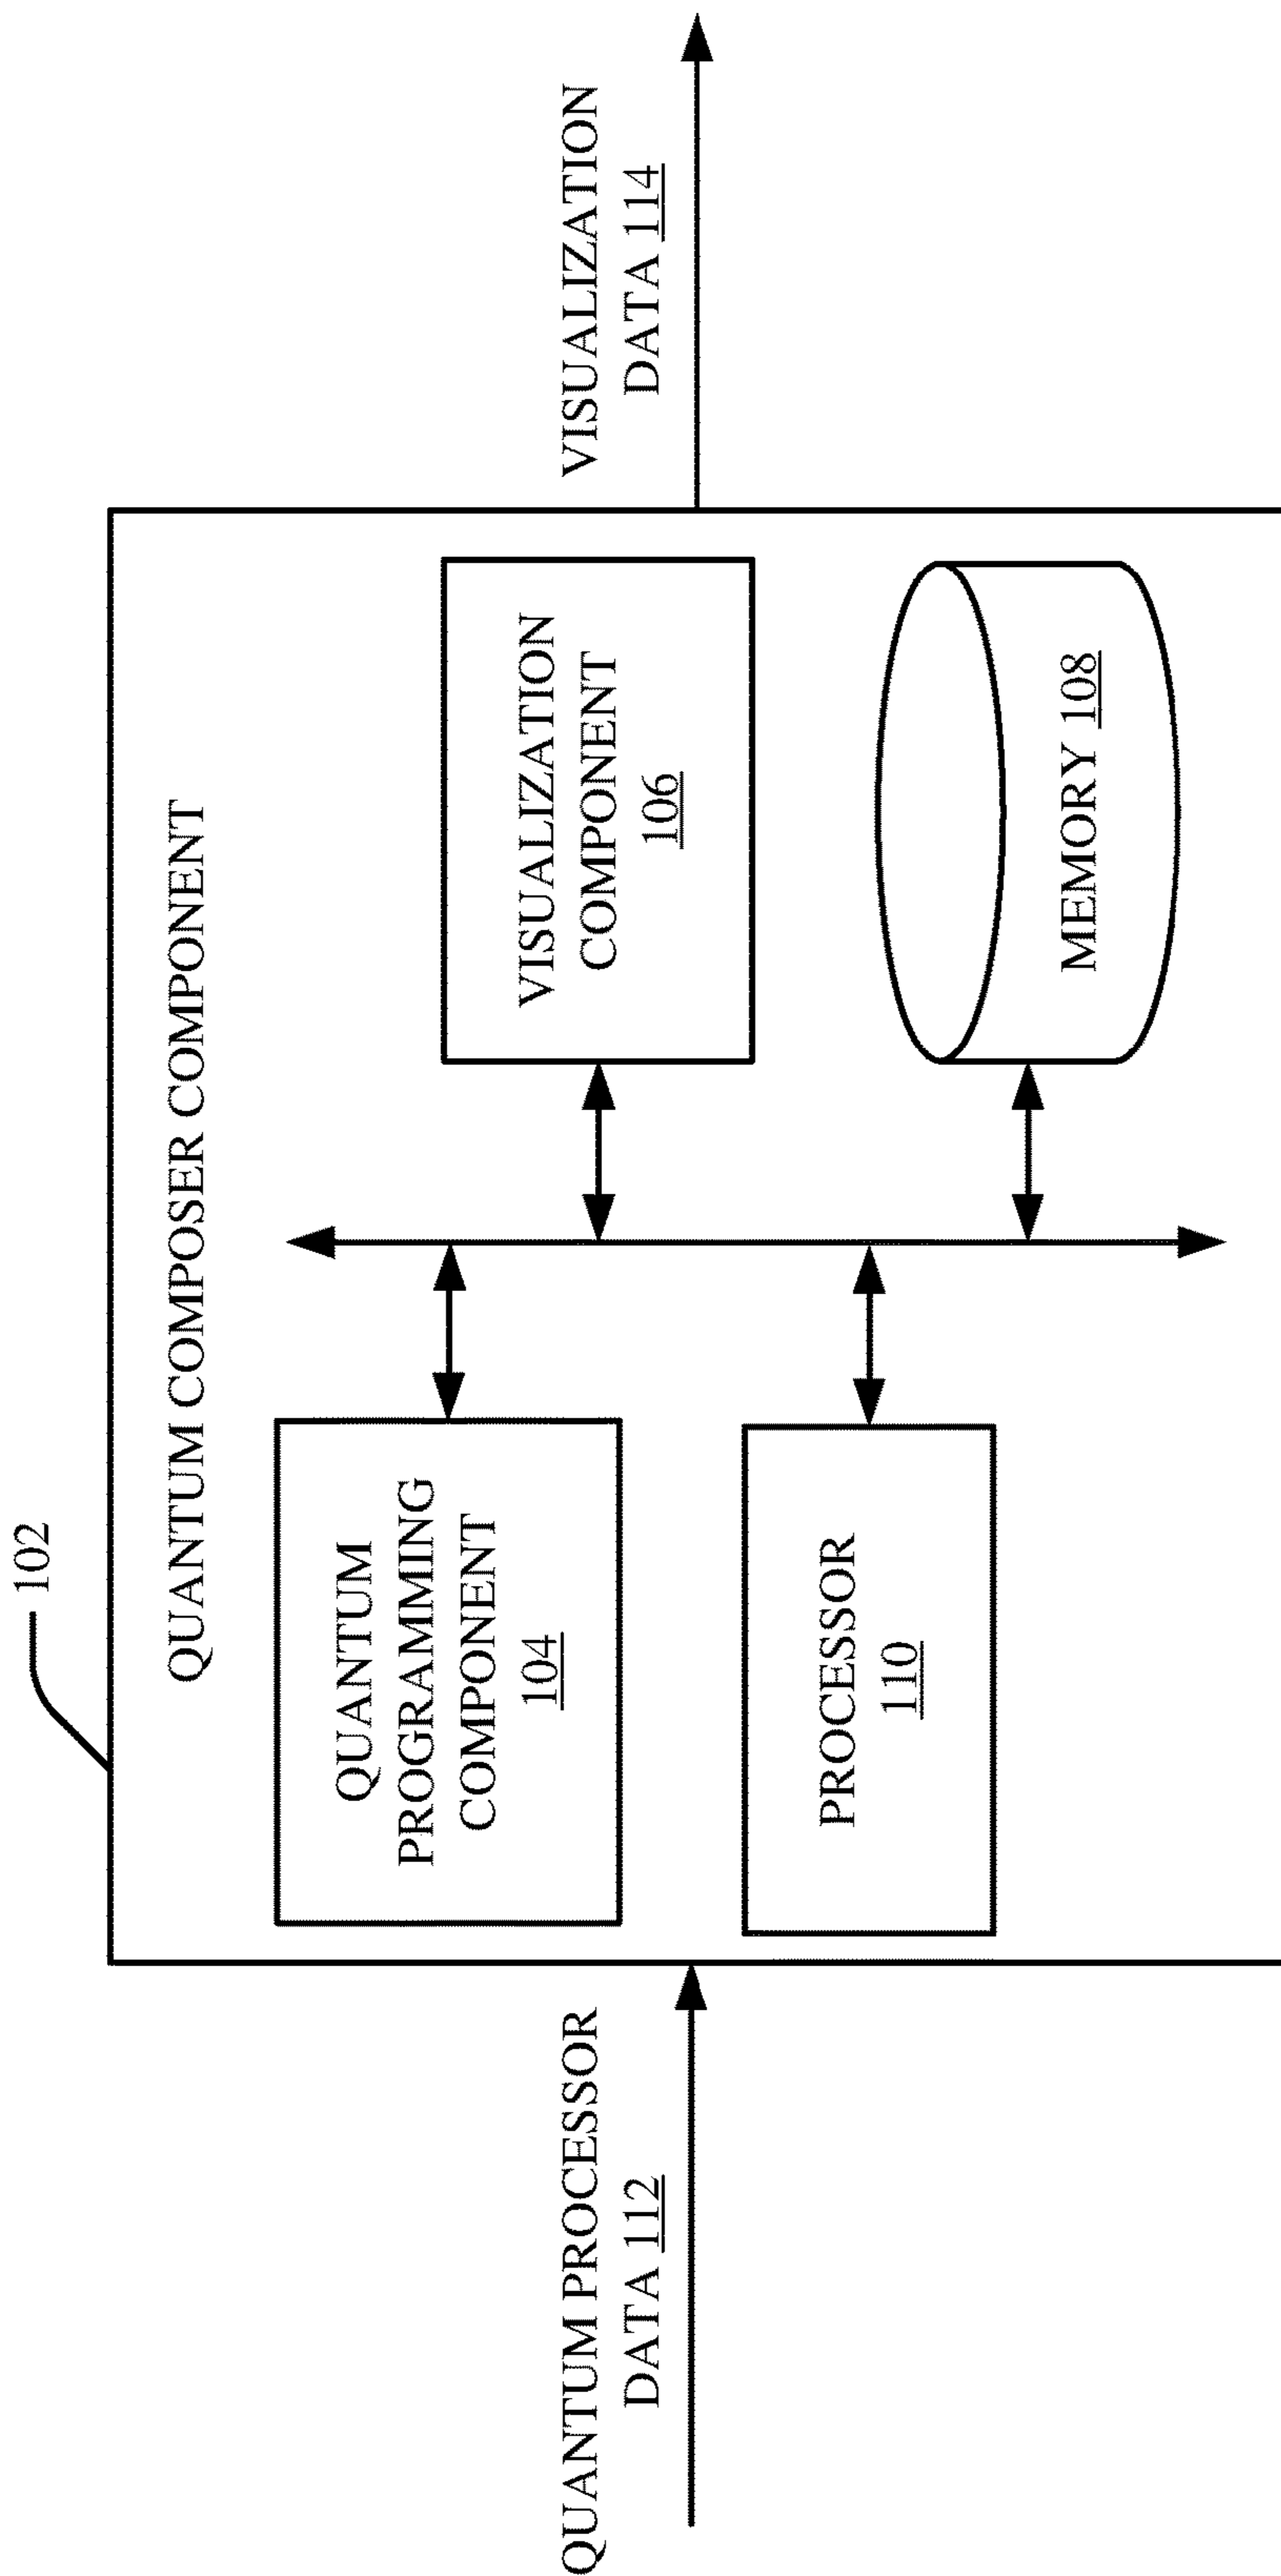 102
QUANTUM COMPOSER COMPONENT
QUANTUM PROCESSOR
DATA 112
QUANTUM
PROGRAMMING
COMPONENT
104
VISUALIZATION
COMPONENT
106
VISUALIZATION
DATA 114
PROCESSOR
110
MEMORY 108